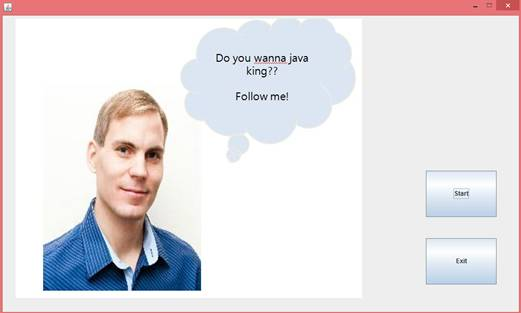 Do you wanna java
king??
Follow me!
Start
Exit